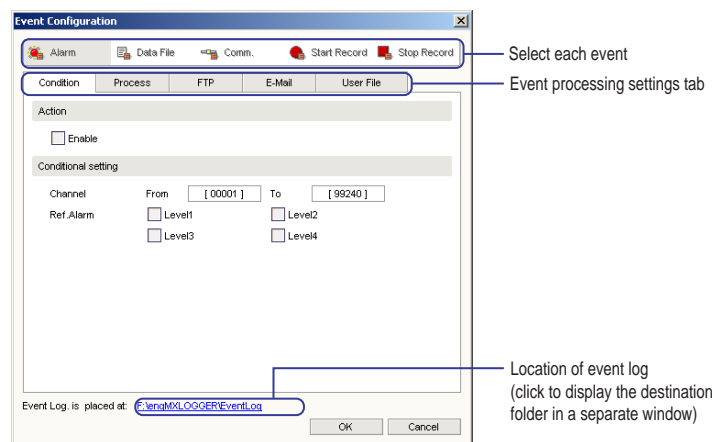 Event Configuration
Alarm Data File Comm. Start Record Stop Record
Select each event
Condition Process FTP E-Mail User File
Event processing settings tab
Action
Enable
Conditional setting
Channel From [ 00001 ] To [ 99240 ]
Ref.Alarm Level1 Level2
Level3 Level4
Location of event log
(click to display the destination
folder in a separate window)
Event Log. is placed at: F:\engMXLOGGER\EventLog
OK Cancel